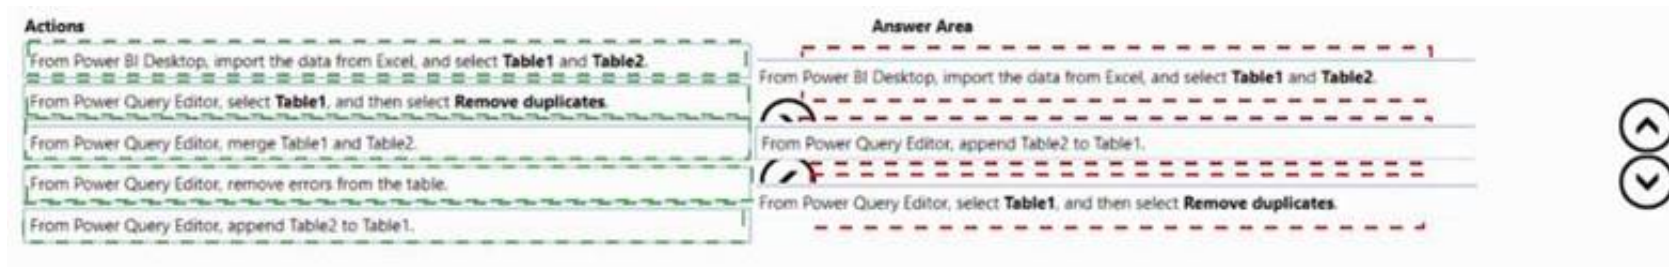 Actions
From Power BI Desktop, import the data from Excel, and select Table1 and Table2.
From Power Query Editor, select Table1, and then select Remove duplicates.
From Power Query Editor, merge Table1 and Table2.
From Power Query Editor, remove errors from the table.
From Power Query Editor, append Table2 to Table1.
Answer Area
From Power BI Desktop, import the data from Excel, and select Table1 and Table2.
From Power Query Editor, append Table2 to Table1.
From Power Query Editor, select Table1, and then select Remove duplicates.